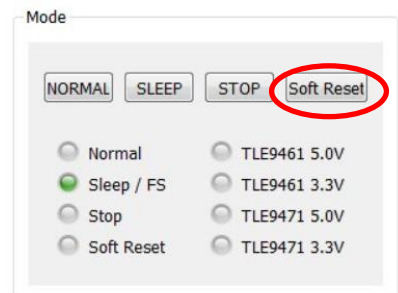 Mode
NORMAL SLEEP STOP Soft Reset
Normal TLE9461 5.0V
Sleep / FS TLE9461 3.3V
Stop TLE9471 5.0V
Soft Reset TLE9471 3.3V